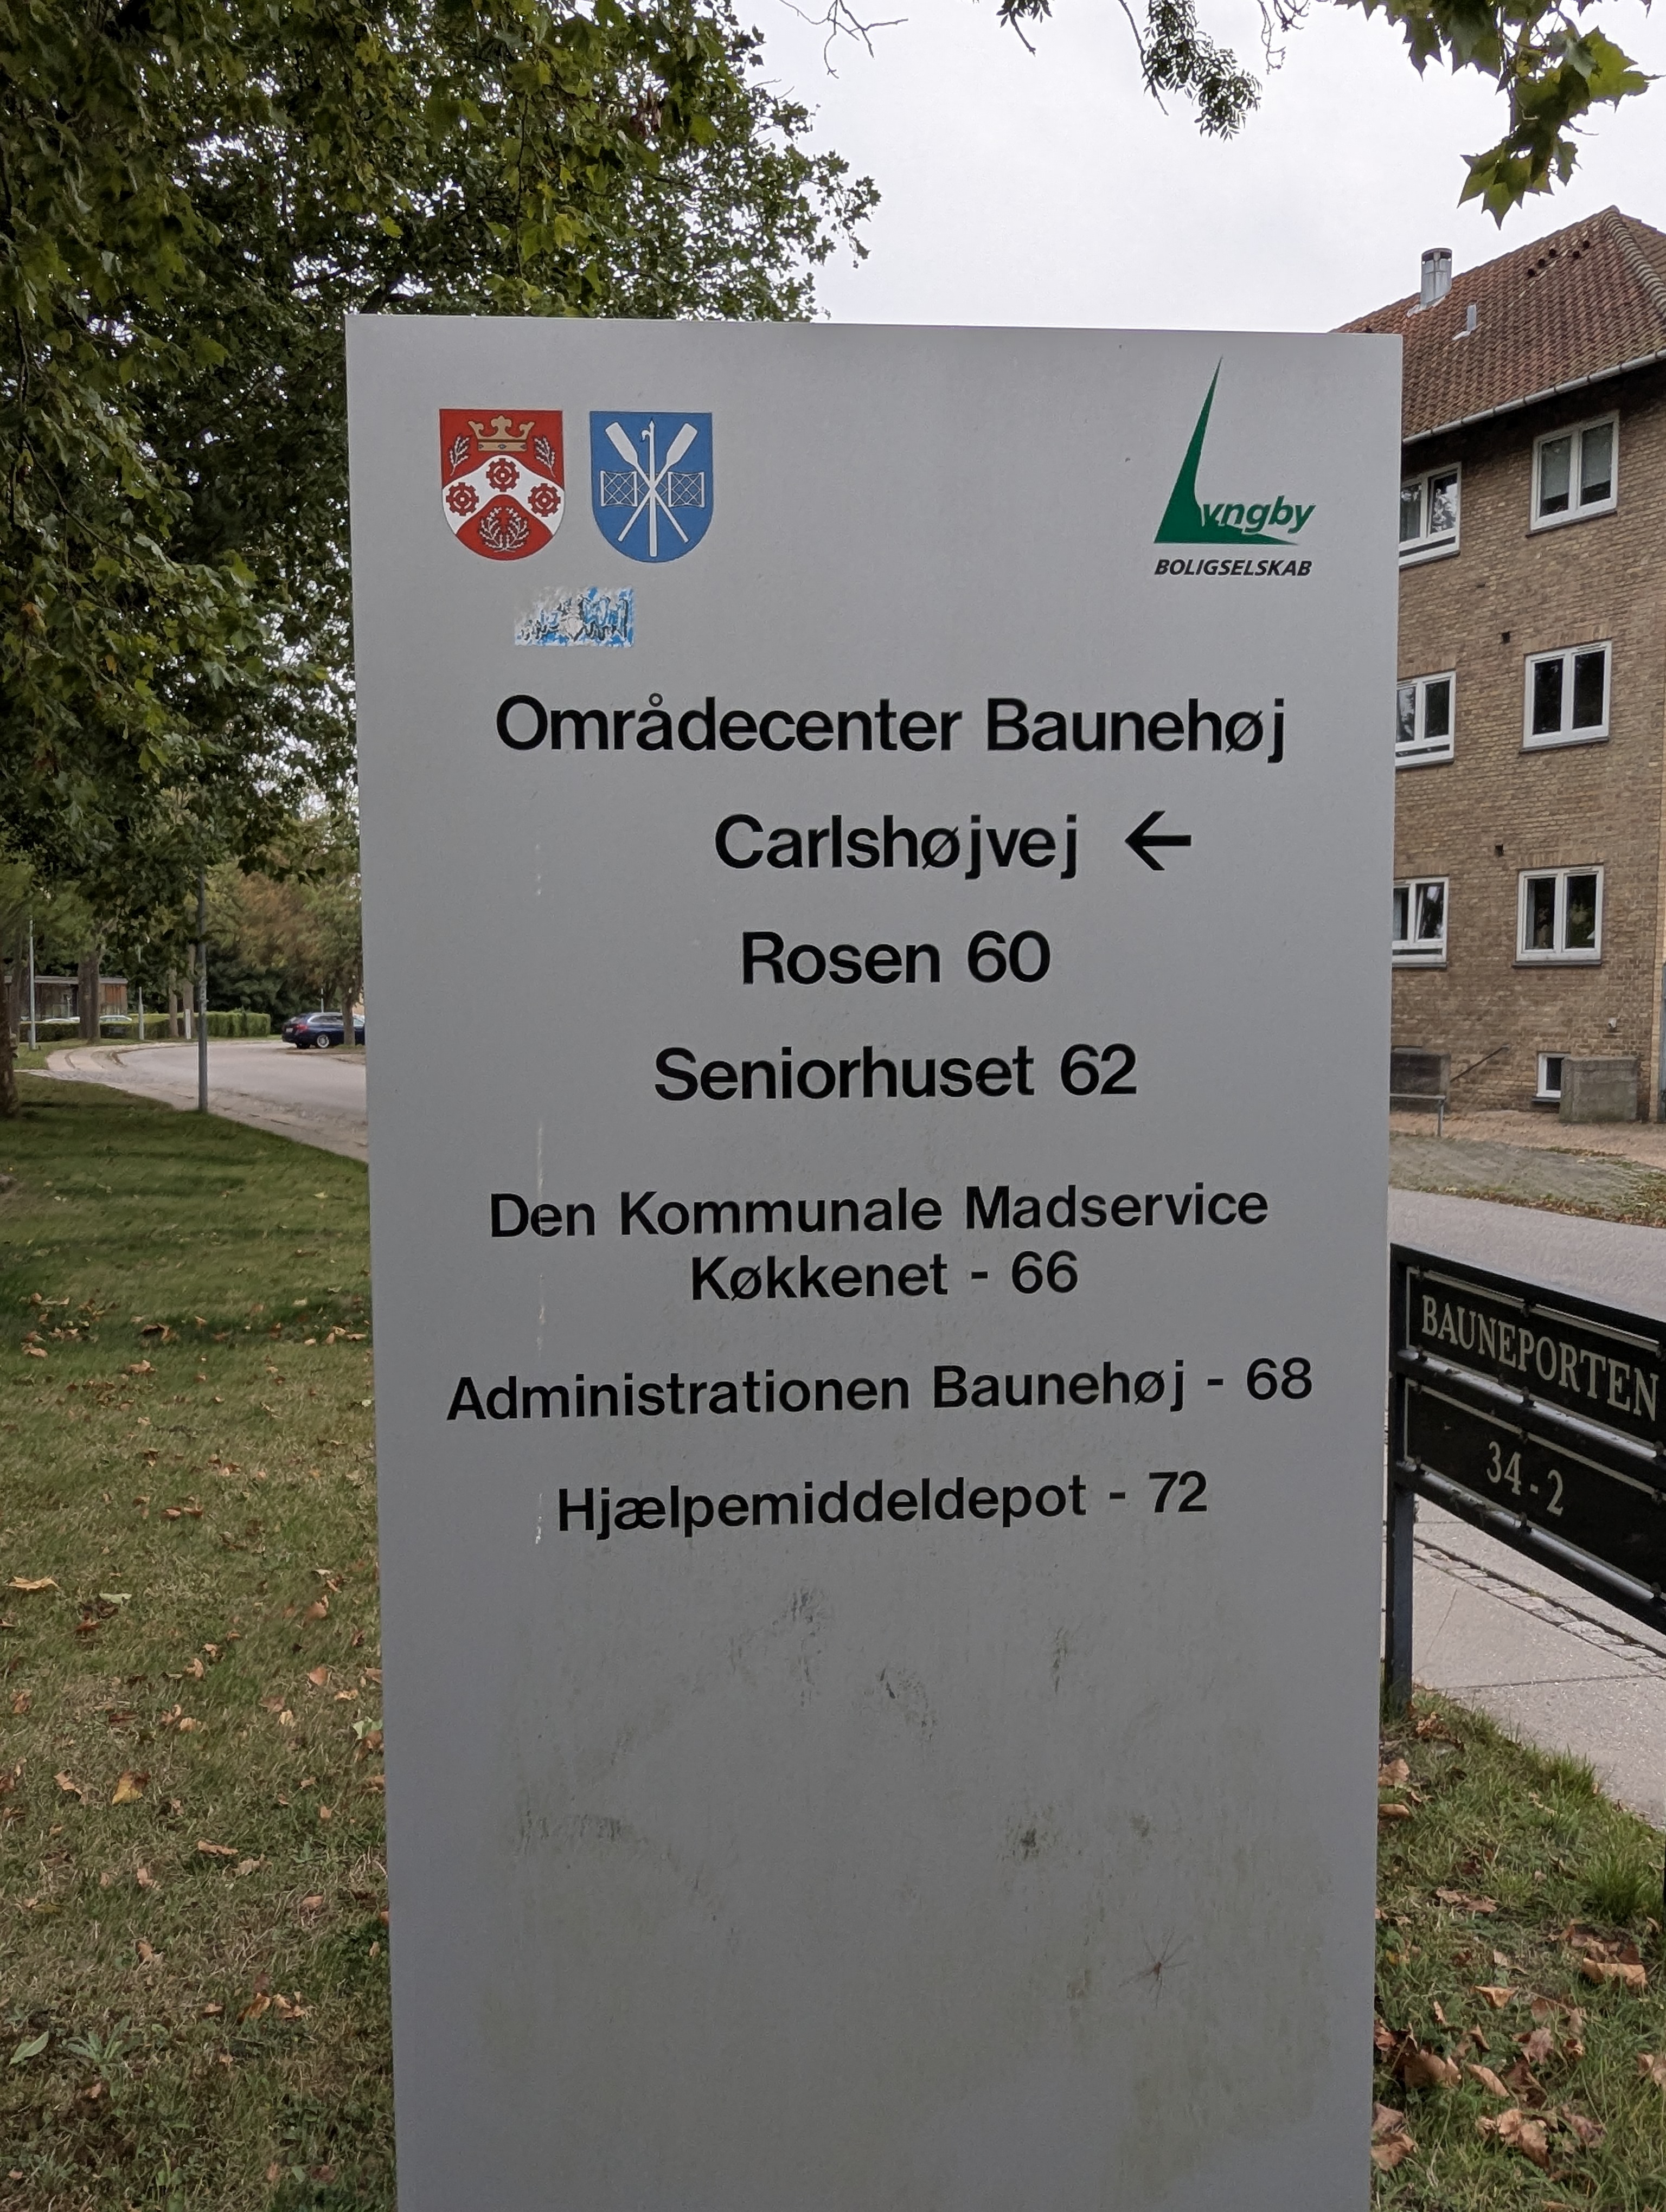 Lyngby
BOLIGSELSKAB
Områdecenter Baunehøj
Carlshøjvej ←
Rosen 60
Seniorhuset 62
Den Kommunale Madservice
Køkkenet - 66
Administrationen Baunehøj - 68
Hjælpemiddeldepot - 72
BAUNEPORTEN
34-2